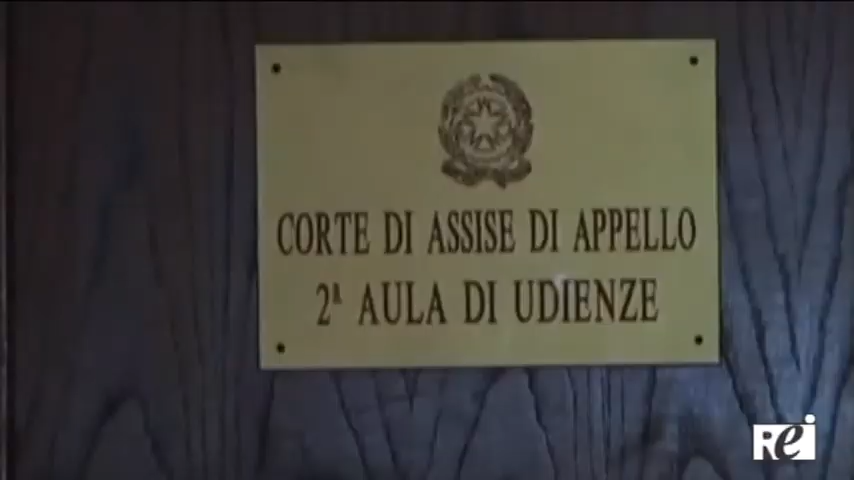 CORTE DI ASSISE DI APPELLO
2ª AULA DI UDIENZE
Rei